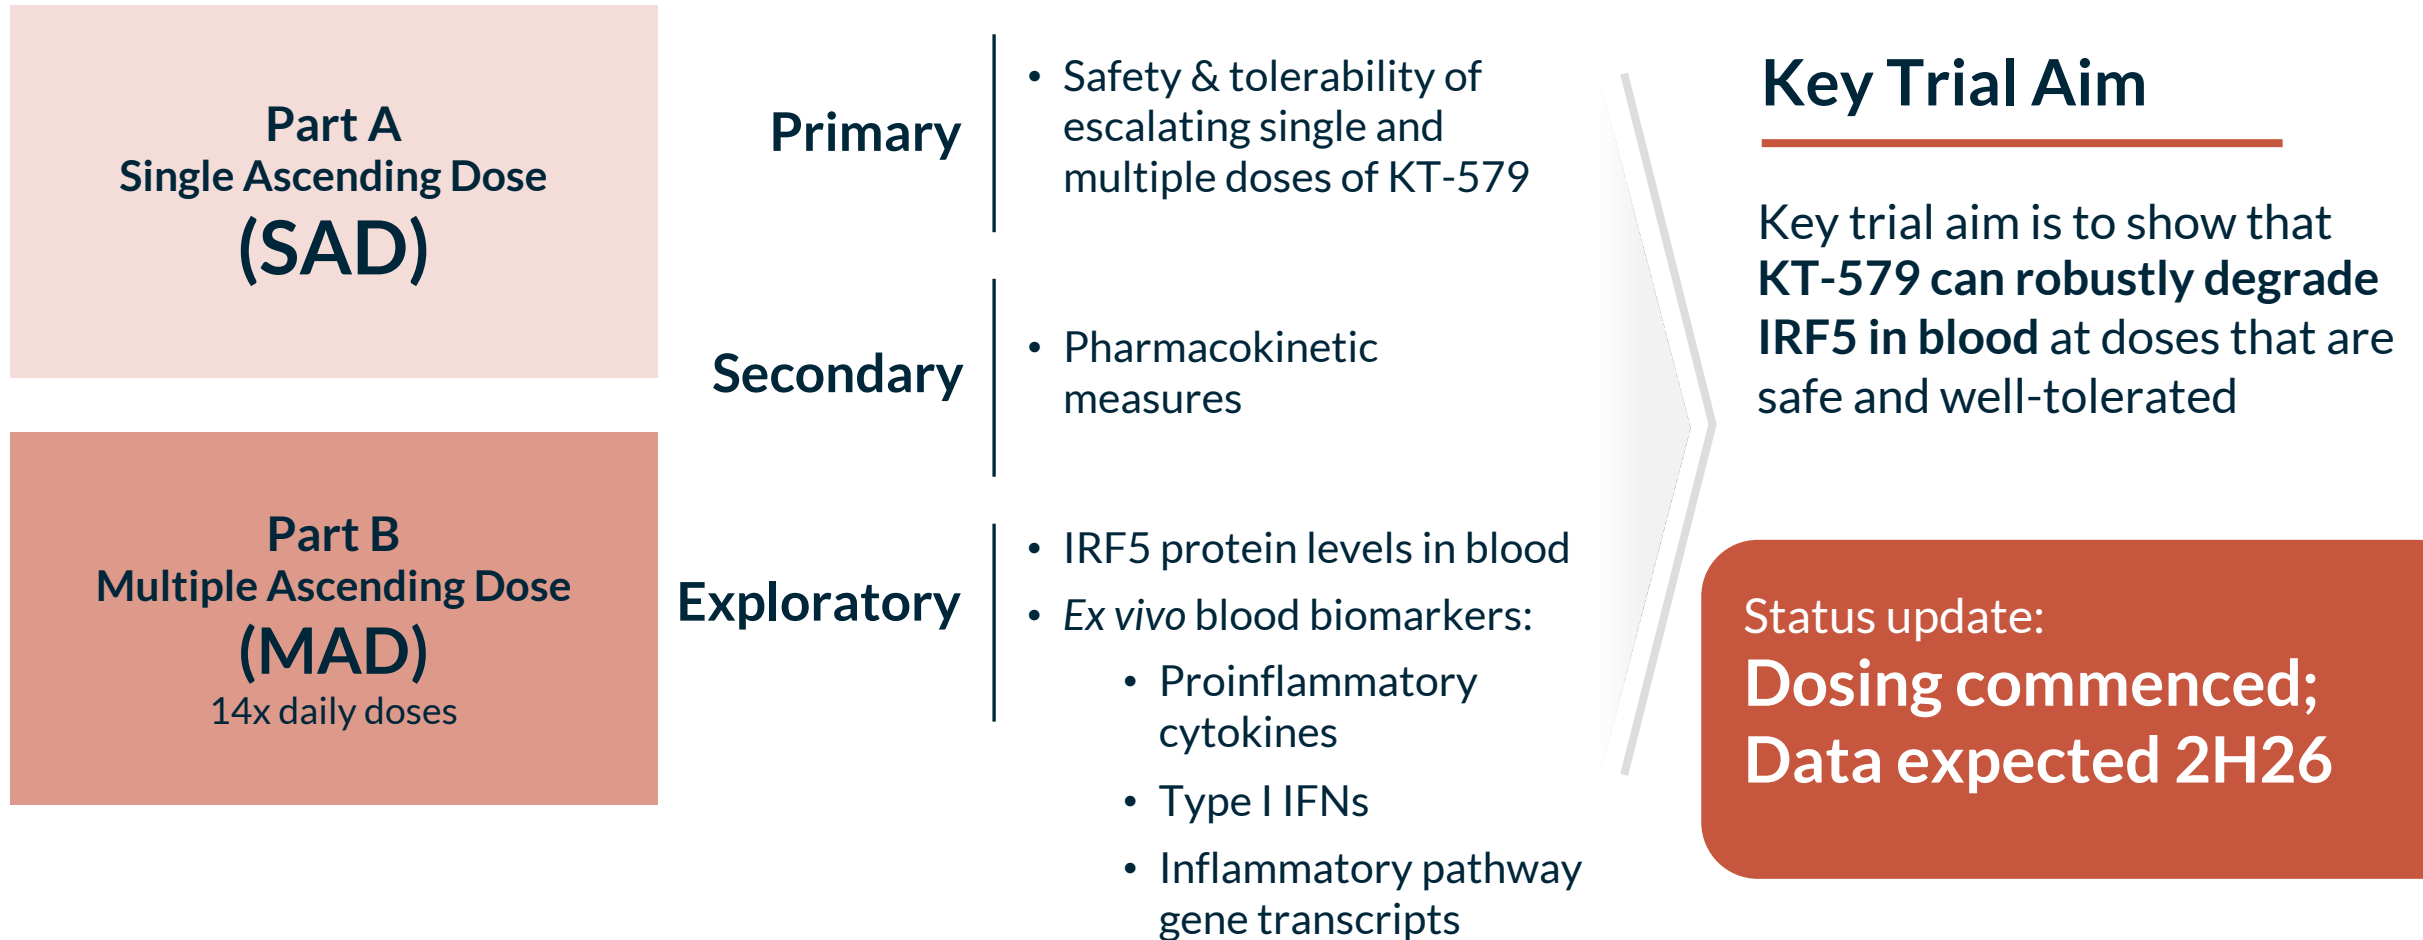 Part A
Single Ascending Dose
(SAD)
Part B
Multiple Ascending Dose
(MAD)
14x daily doses
Primary
• Safety & tolerability of
escalating single and
multiple doses of KT-579
Secondary
• Pharmacokinetic
measures
Exploratory
• IRF5 protein levels in blood
• Ex vivo blood biomarkers:
• Proinflammatory
cytokines
• Type I IFNs
• Inflammatory pathway
gene transcripts
Key Trial Aim
Key trial aim is to show that
KT-579 can robustly degrade
IRF5 in blood at doses that are
safe and well-tolerated
Status update:
Dosing commenced;
Data expected 2H26